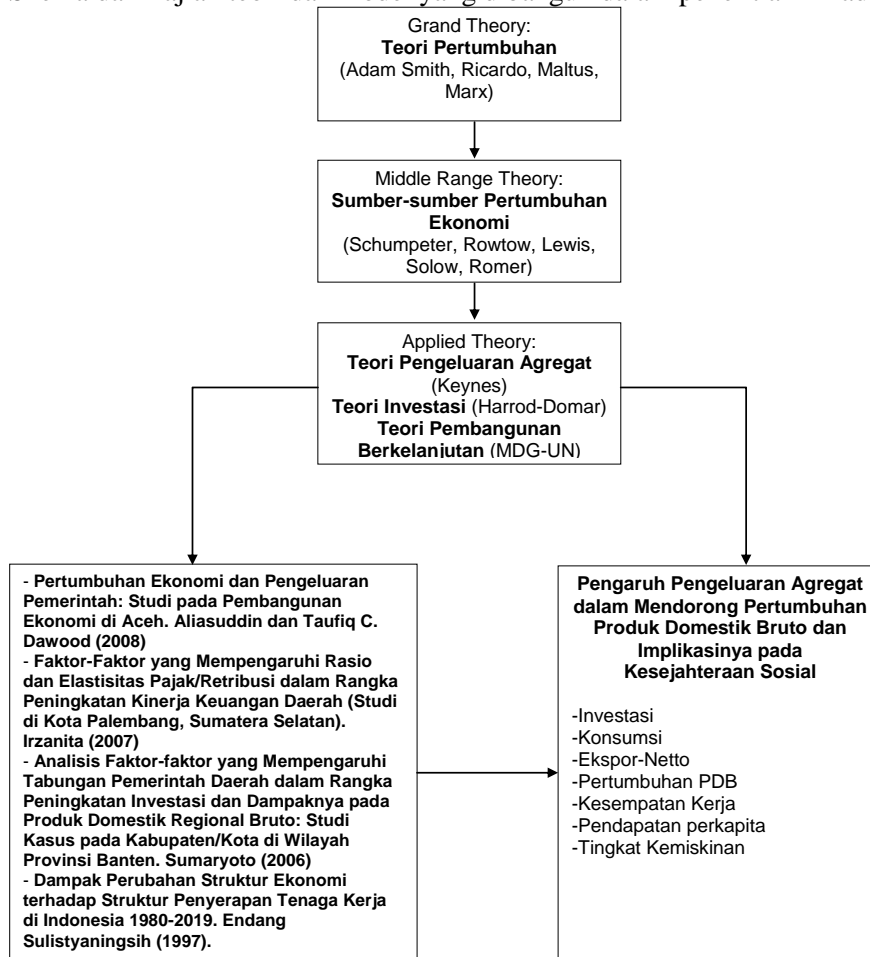 teori dan model yang dibangun dalam penelitian
Grand Theory:
Teori Pertumbuhan
(Adam Smith, Ricardo, Maltus,
Marx)
Middle Range Theory:
Sumber-sumber Pertumbuhan
Ekonomi
(Schumpeter, Rowtow, Lewis,
Solow, Romer)
Applied Theory:
Teori Pengeluaran Agregat
(Keynes)
Teori Investasi (Harrod-Domar)
Teori Pembangunan
Berkelanjutan (MDG-UN)
- Pertumbuhan Ekonomi dan Pengeluaran
Pemerintah: Studi pada Pembangunan
Ekonomi di Aceh. Aliasuddin dan Taufiq C.
Dawood (2008)
- Faktor-Faktor yang Mempengaruhi Rasio
dan Elastisitas Pajak/Retribusi dalam Rangka
Peningkatan Kinerja Keuangan Daerah (Studi
di Kota Palembang, Sumatera Selatan).
Irzanita (2007)
- Analisis Faktor-faktor yang Mempengaruhi
Tabungan Pemerintah Daerah dalam Rangka
Peningkatan Investasi dan Dampaknya pada
Produk Domestik Regional Bruto: Studi
Kasus pada Kabupaten/Kota di Wilayah
Provinsi Banten. Sumaryoto (2006)
- Dampak Perubahan Struktur Ekonomi
terhadap Struktur Penyerapan Tenaga Kerja
di Indonesia 1980-2019. Endang
Sulistyaningsih (1997).
Pengaruh Pengeluaran Agregat
dalam Mendorong Pertumbuhan
Produk Domestik Bruto dan
Implikasinya pada
Kesejahteraan Sosial
-Investasi
-Konsumsi
-Ekspor-Netto
-Pertumbuhan PDB
-Kesempatan Kerja
-Pendapatan perkapita
-Tingkat Kemiskinan